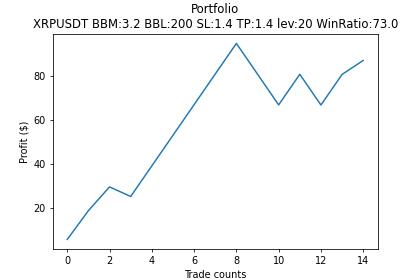 Portfolio
XRPUSDT BBM:3.2 BBL:200 SL:1.4 TP:1.4 lev:20 WinRatio:73.0
80
60
40
20
Profit ($)
0 2 4 6 8 10 12 14
Trade counts